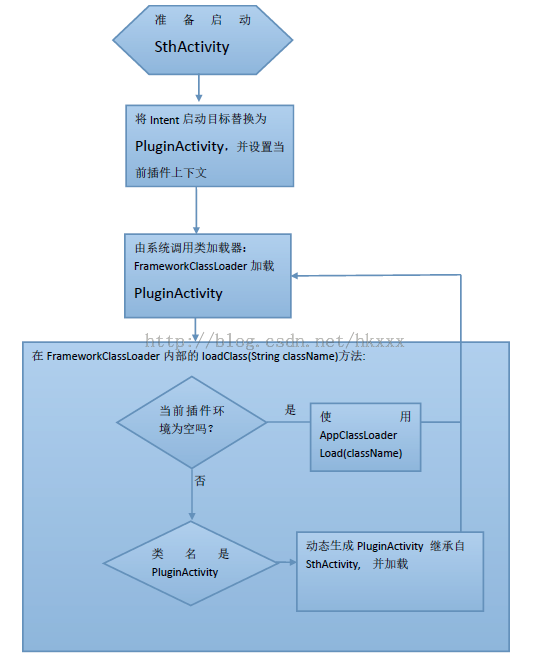 准备启动
SthActivity
将 Intent 启动目标替换为
PluginActivity，并设置当
前插件上下文
由系统调用类加载器：
FrameworkClassLoader 加载
PluginActivity
http://blog.csdn.net/hkxxx
在 FrameworkClassLoader 内部的 loadClass(String className)方法:
当前插件环
境为空吗？
是
使用
AppClassLoader
Load(className)
否
类名是
PluginActivity
动态生成 PluginActivity 继承自
SthActivity, 并加载